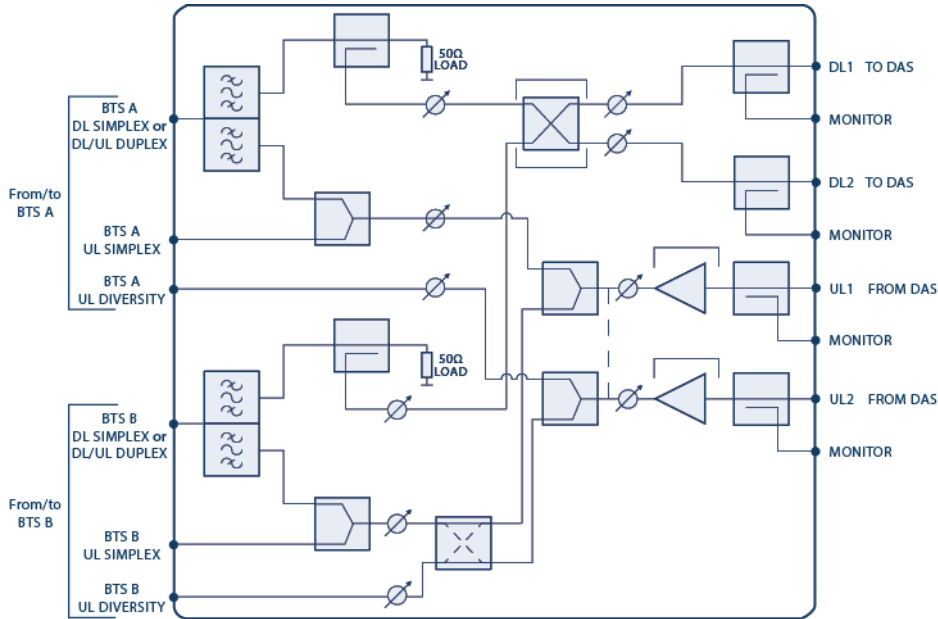 BTS A
DL SIMPLEX or
DL/UL DUPLEX
From/to
BTS A
BTS A
UL SIMPLEX
BTS A
UL DIVERSITY
50Ω
LOAD
DL1 TO DAS
MONITOR
DL2 TO DAS
MONITOR
UL1 FROM DAS
MONITOR
UL2 FROM DAS
MONITOR
50Ω
LOAD
BTS B
DL SIMPLEX or
DL/UL DUPLEX
From/to
BTS B
BTS B
UL SIMPLEX
BTS B
UL DIVERSITY